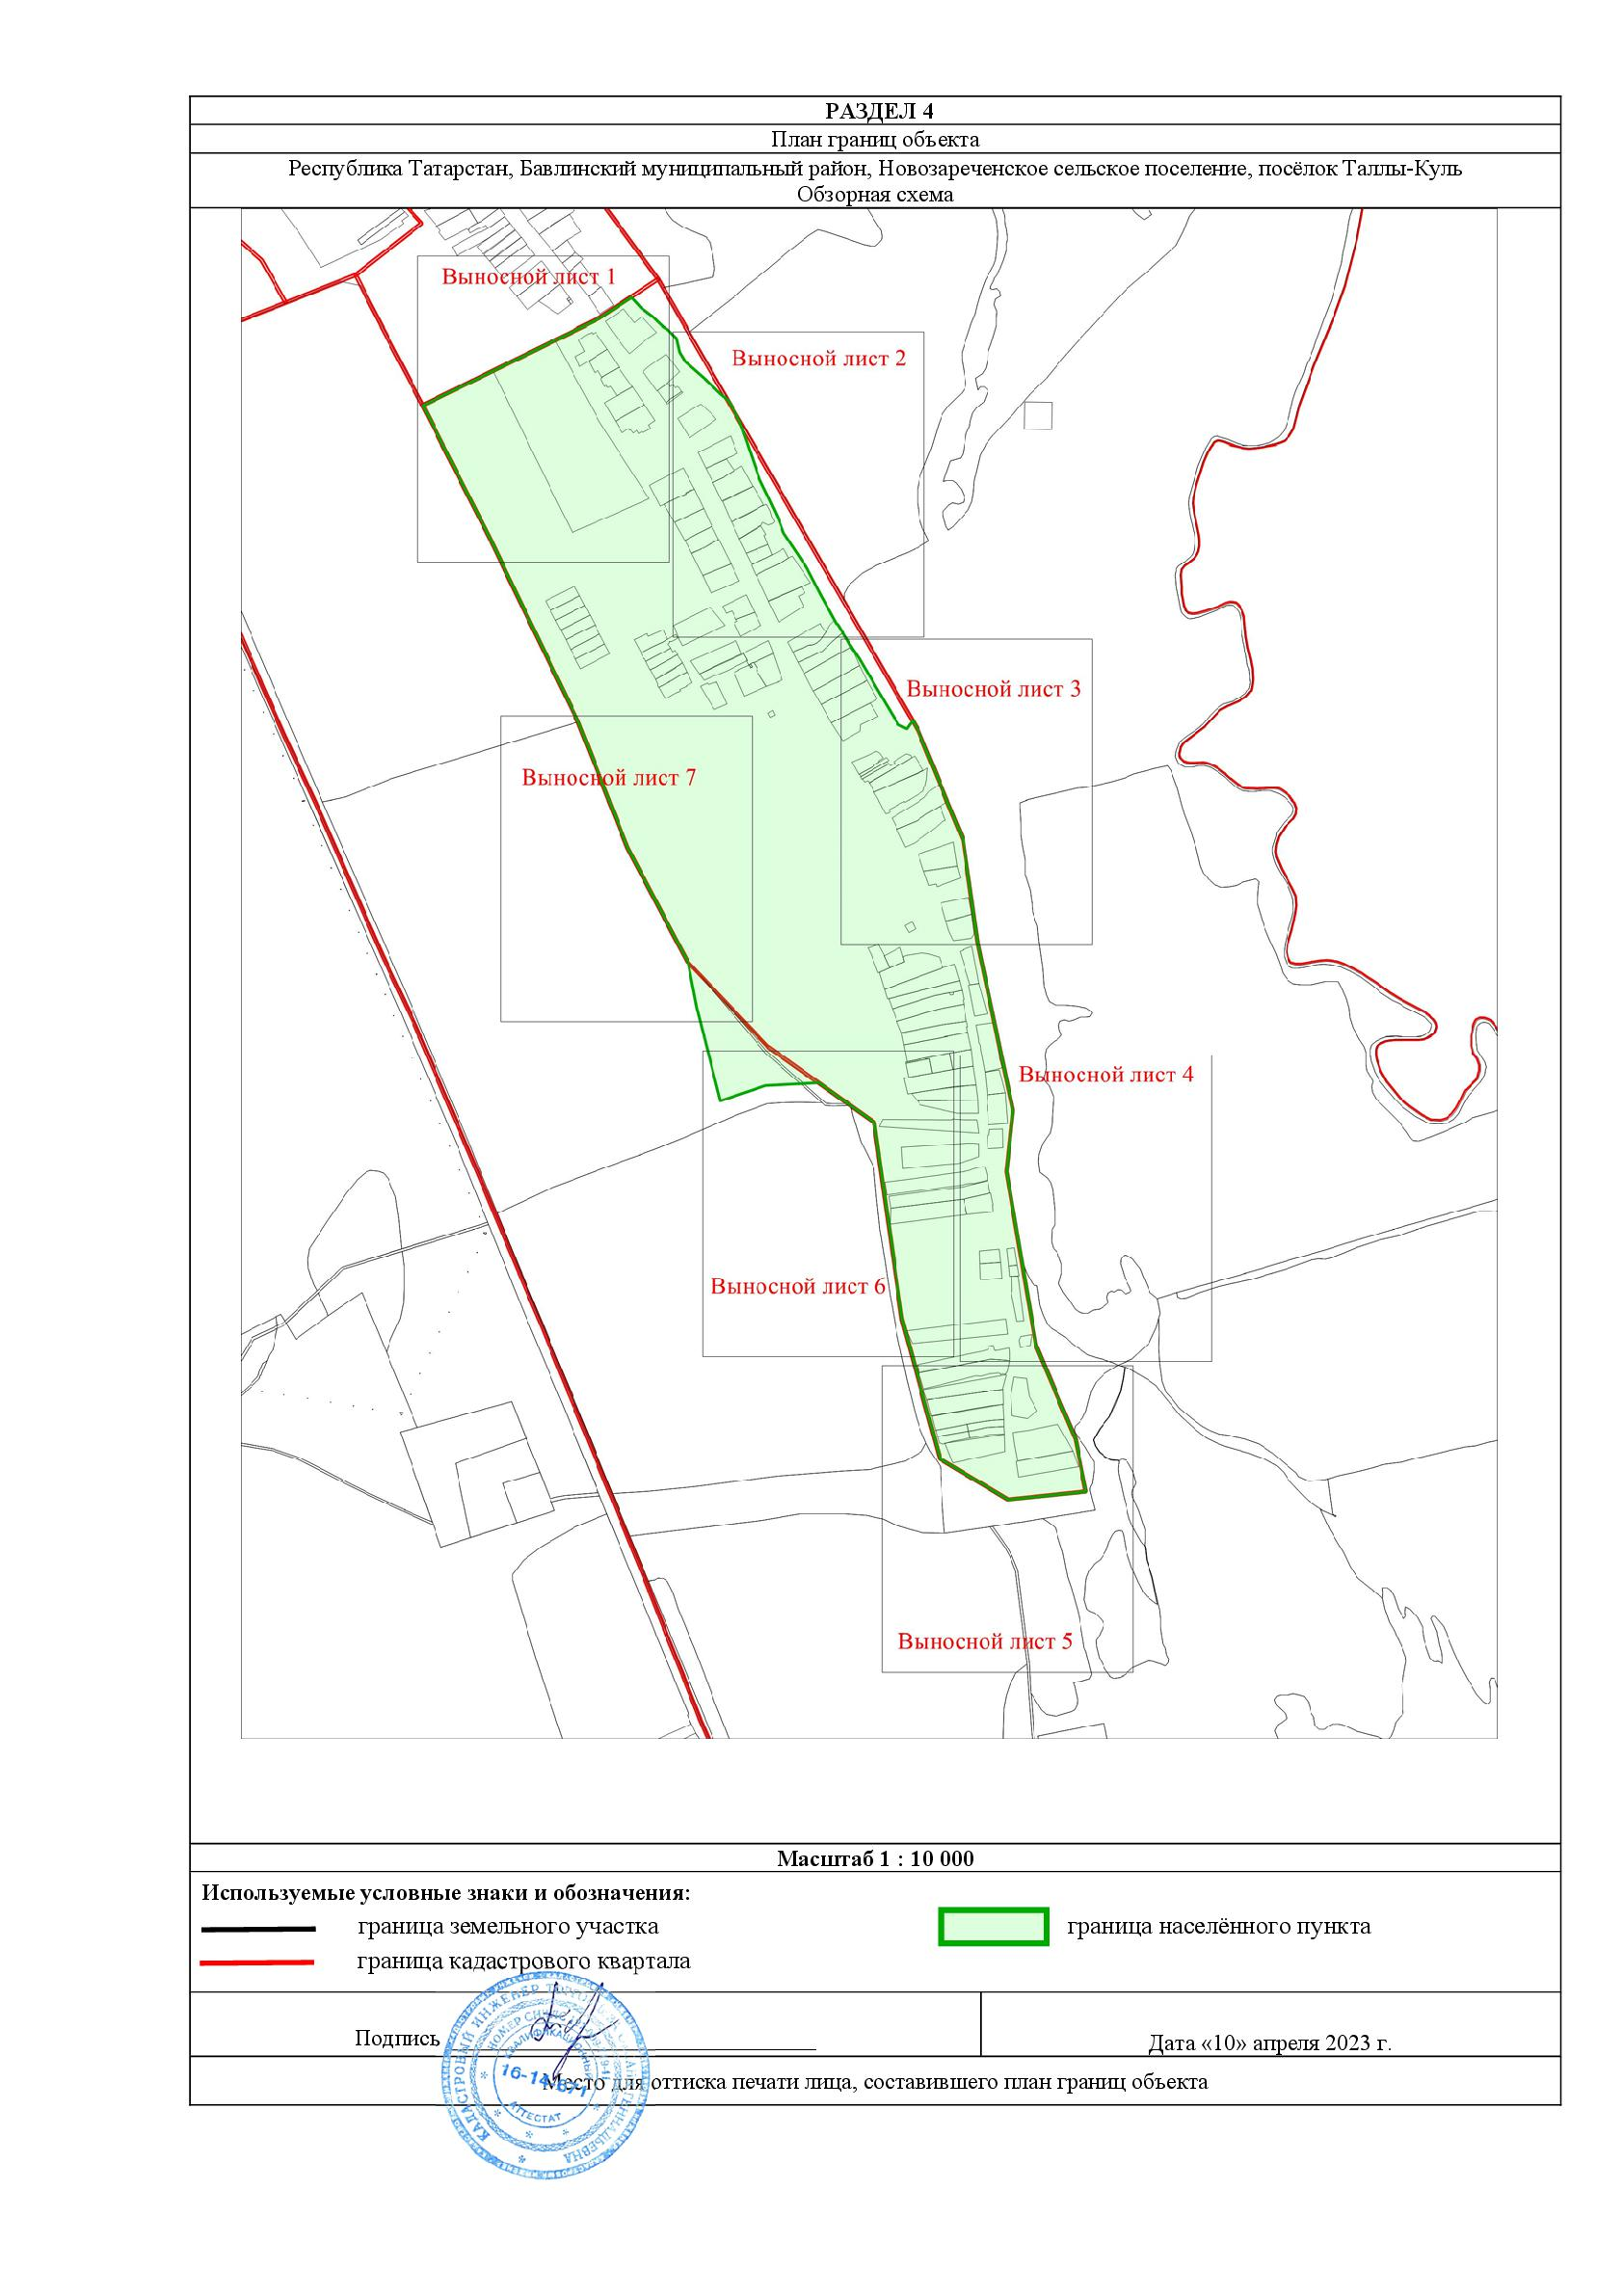 РАЗДЕЛ 4
План границ объекта
Республика Татарстан, Бавлинский муниципальный район, Новозареченское сельское поселение, посёлок Таллы-Куль
Обзорная схема
Выносной лист 1
Выносной лист 2
Выносной лист 3
Выносной лист 7
Выносной лист 4
Выносной лист 6
Выносной лист 5
Масштаб 1 : 10 000
Используемые условные знаки и обозначения:
граница земельного участка
граница населённого пункта
граница кадастрового квартала
Подпись
Дата «10» апреля 2023 г.
Место для оттиска печати лица, составившего план границ объекта
КАДАСТРОВЫЙ ИНЖЕНЕР
АТТЕСТАТ